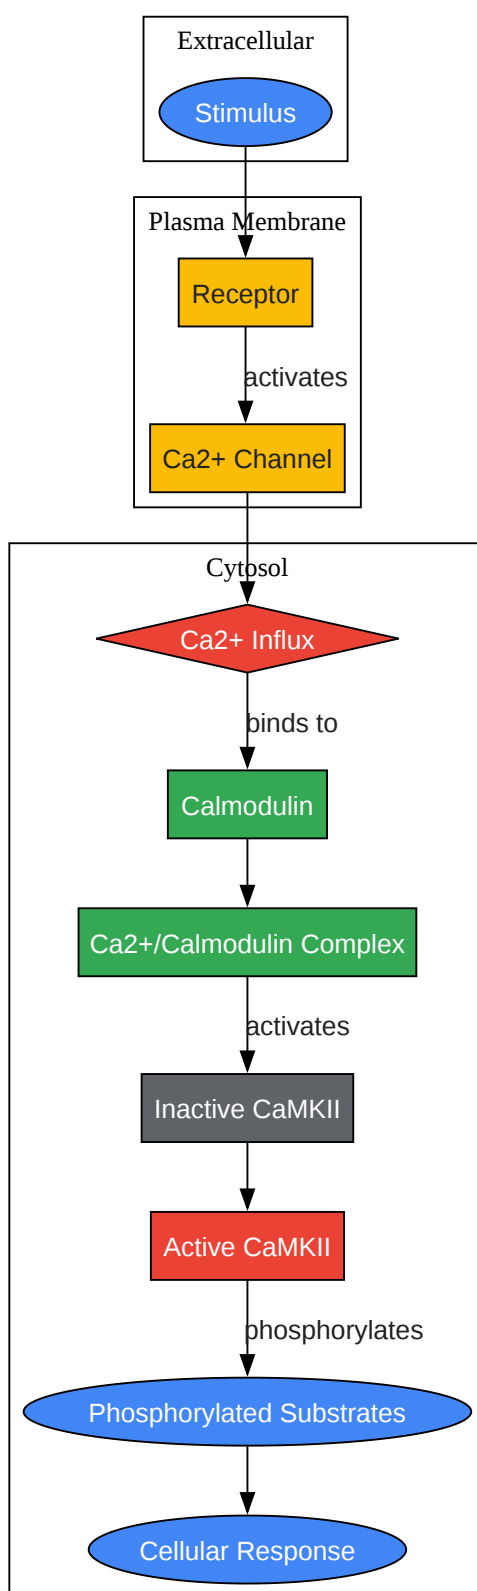 Extracellular
Stimulus
Plasma Membrane
Receptor
activates
Ca2+ Channel
Cytosol
Ca2+ Influx
binds to
Calmodulin
Ca2+/Calmodulin Complex
activates
Inactive CaMKII
Active CaMKII
phosphorylates
Phosphorylated Substrates
Cellular Response